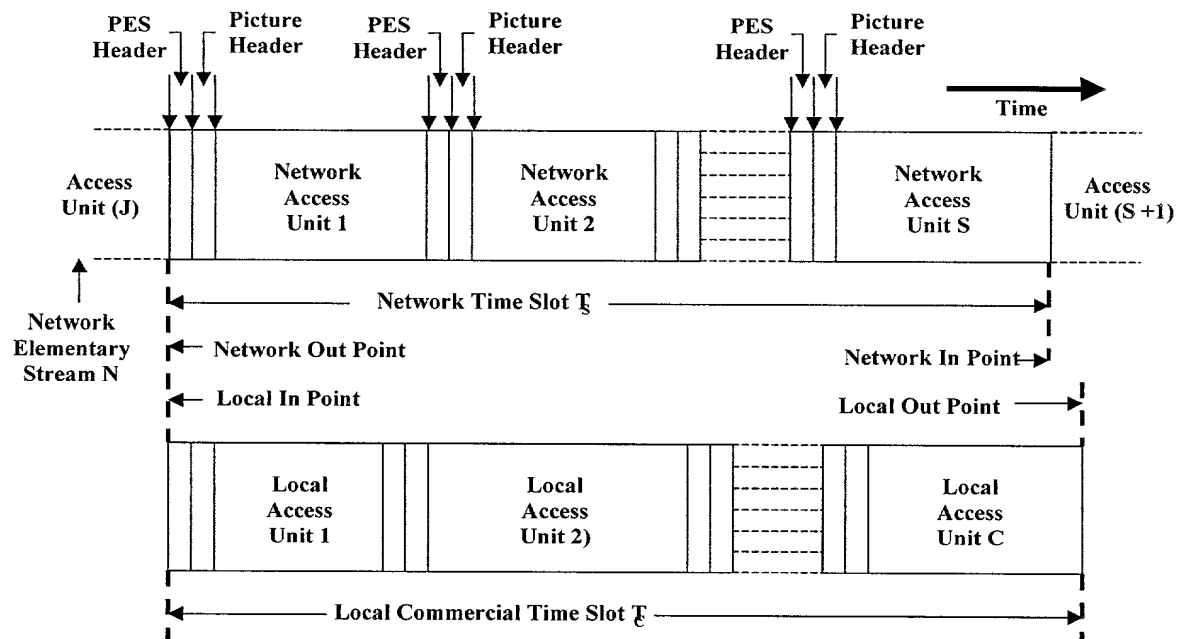 PES
Header
Picture
Header
PES
Header
Picture
Header
PES
Header
Picture
Header
Time
Access
Unit (J)
Network
Access
Unit 1
Network
Access
Unit 2
Network
Access
Unit S
Access
Unit (S +1)
Network Time Slot TS
Network
Elementary
Stream N
Network Out Point
Network In Point
Local In Point
Local Out Point
Local
Access
Unit 1
Local
Access
Unit 2)
Local
Access
Unit C
Local Commercial Time Slot TC